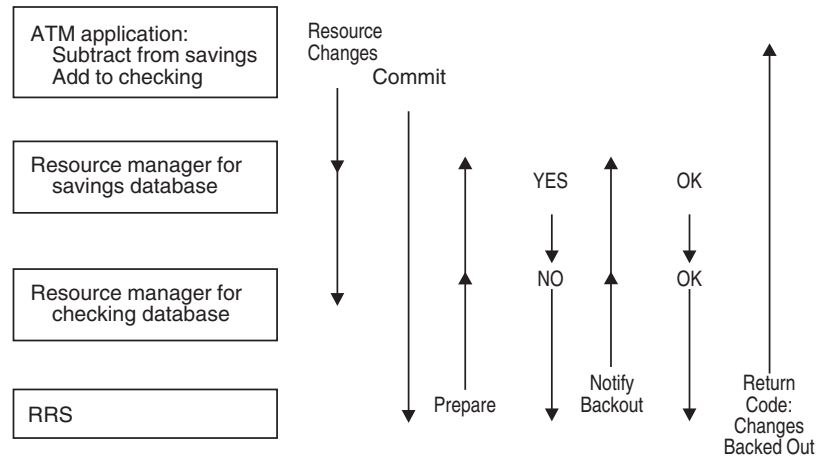 ATM application:
Subtract from savings
Add to checking
Resource
Changes
Commit
Resource manager for
savings database
YES
OK
Resource manager for
checking database
NO
OK
RRS
Prepare
Notify
Backout
Return
Code:
Changes
Backed Out